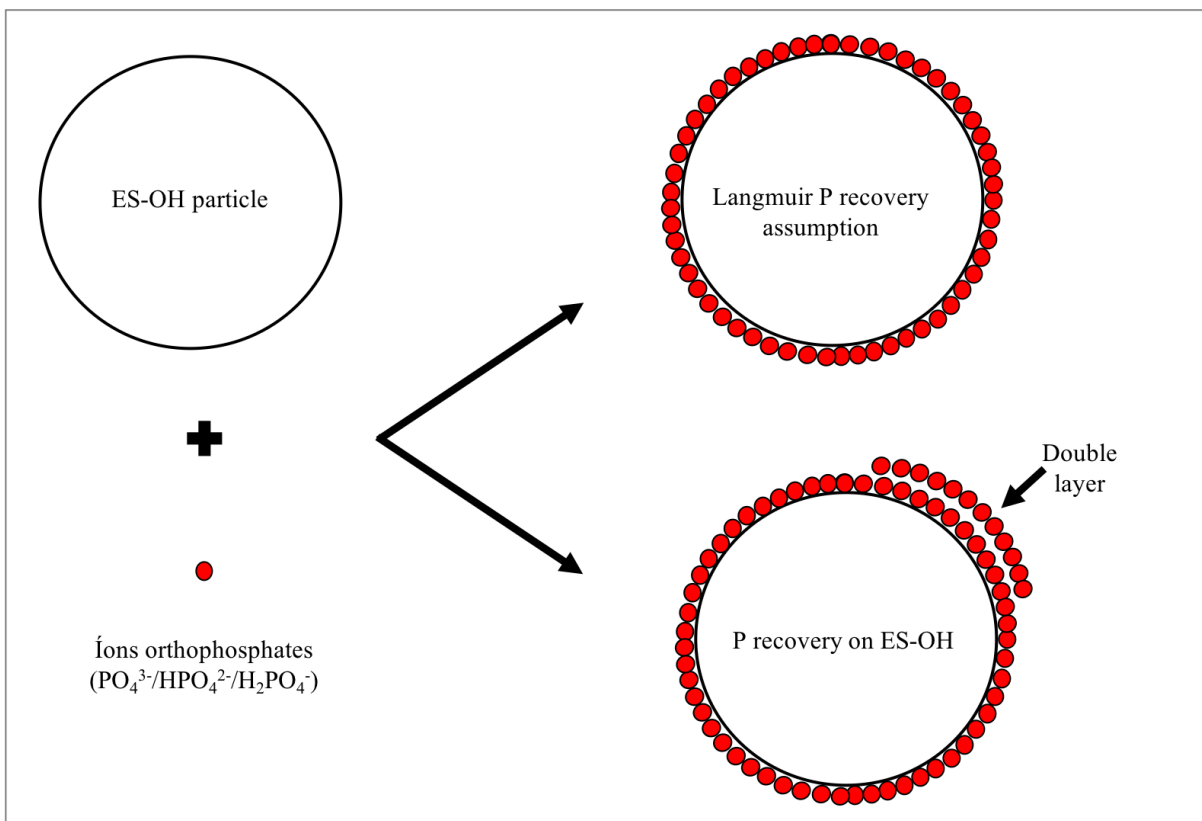 ES-OH particle
Langmuir P recovery
assumption
Double
layer
P recovery on ES-OH
Íons orthophosphates
(PO₄³⁻/HPO₄²⁻/H₂PO₄⁻)